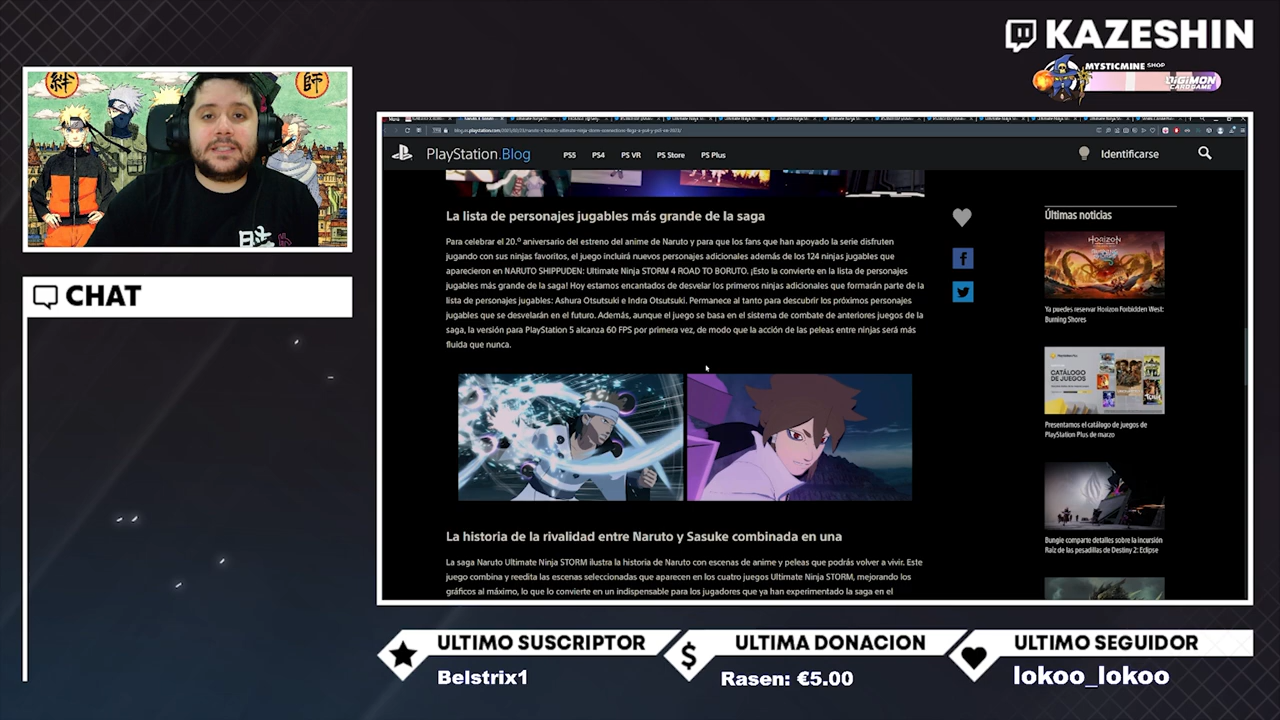 KAZESHIN
MYSTICMINE SHOP
DIGIMON
CARD GAME
絆
師
CHAT
PlayStation.Blog
PS5
PS4
PS VR
PS Store
PS Plus
Identificarse
La lista de personajes jugables más grande de la saga
Para celebrar el 20.º aniversario del estreno del anime de Naruto y para que los fans que han apoyado la serie disfruten
jugando con sus ninjas favoritos, el juego incluirá nuevos personajes adicionales además de los 124 ninjas jugables que
aparecieron en NARUTO SHIPPUDEN: Ultimate Ninja STORM 4 ROAD TO BORUTO. ¡Esto la convierte en la lista de personajes
jugables más grande de la saga! Hoy estamos encantados de desvelar los primeros ninjas adicionales que formarán parte de la
lista de personajes jugables: Ashura Otsutsuki e Indra Otsutsuki. Permanece al tanto para descubrir los próximos personajes
jugables que se desvelarán en el futuro. Además, aunque el juego se basa en el sistema de combate de anteriores juegos de la
saga, la versión para PlayStation 5 alcanza 60 FPS por primera vez, de modo que la acción de las peleas entre ninjas será más
fluida que nunca.
La historia de la rivalidad entre Naruto y Sasuke combinada en una
La saga Naruto Ultimate Ninja STORM ilustra la historia de Naruto con escenas de anime y peleas que podrás volver a vivir. Este
juego combina y reedita las escenas seleccionadas que aparecen en los cuatro juegos Ultimate Ninja STORM, mejorando los
gráficos al máximo, lo que lo convierte en un indispensable para los jugadores que ya han experimentado la saga en el
Últimas noticias
HORIZON
Ya puedes reservar Horizon Forbidden West:
Burning Shores
CATÁLOGO
DE JUEGOS
Presentamos el catálogo de juegos de
PlayStation Plus de marzo
Bungie comparte detalles sobre la incursión
Raíz de las pesadillas de Destiny 2: Eclipse
ULTIMO SUSCRIPTOR
Belstrix1
ULTIMA DONACION
Rasen: €5.00
ULTIMO SEGUIDOR
lokoo_lokoo